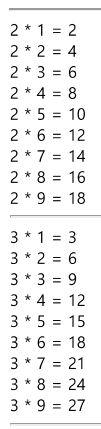 2 * 1 = 2
2 * 2 = 4
2 * 3 = 6
2 * 4 = 8
2 * 5 = 10
2 * 6 = 12
2 * 7 = 14
2 * 8 = 16
2 * 9 = 18
3 * 1 = 3
3 * 2 = 6
3 * 3 = 9
3 * 4 = 12
3 * 5 = 15
3 * 6 = 18
3 * 7 = 21
3 * 8 = 24
3 * 9 = 27